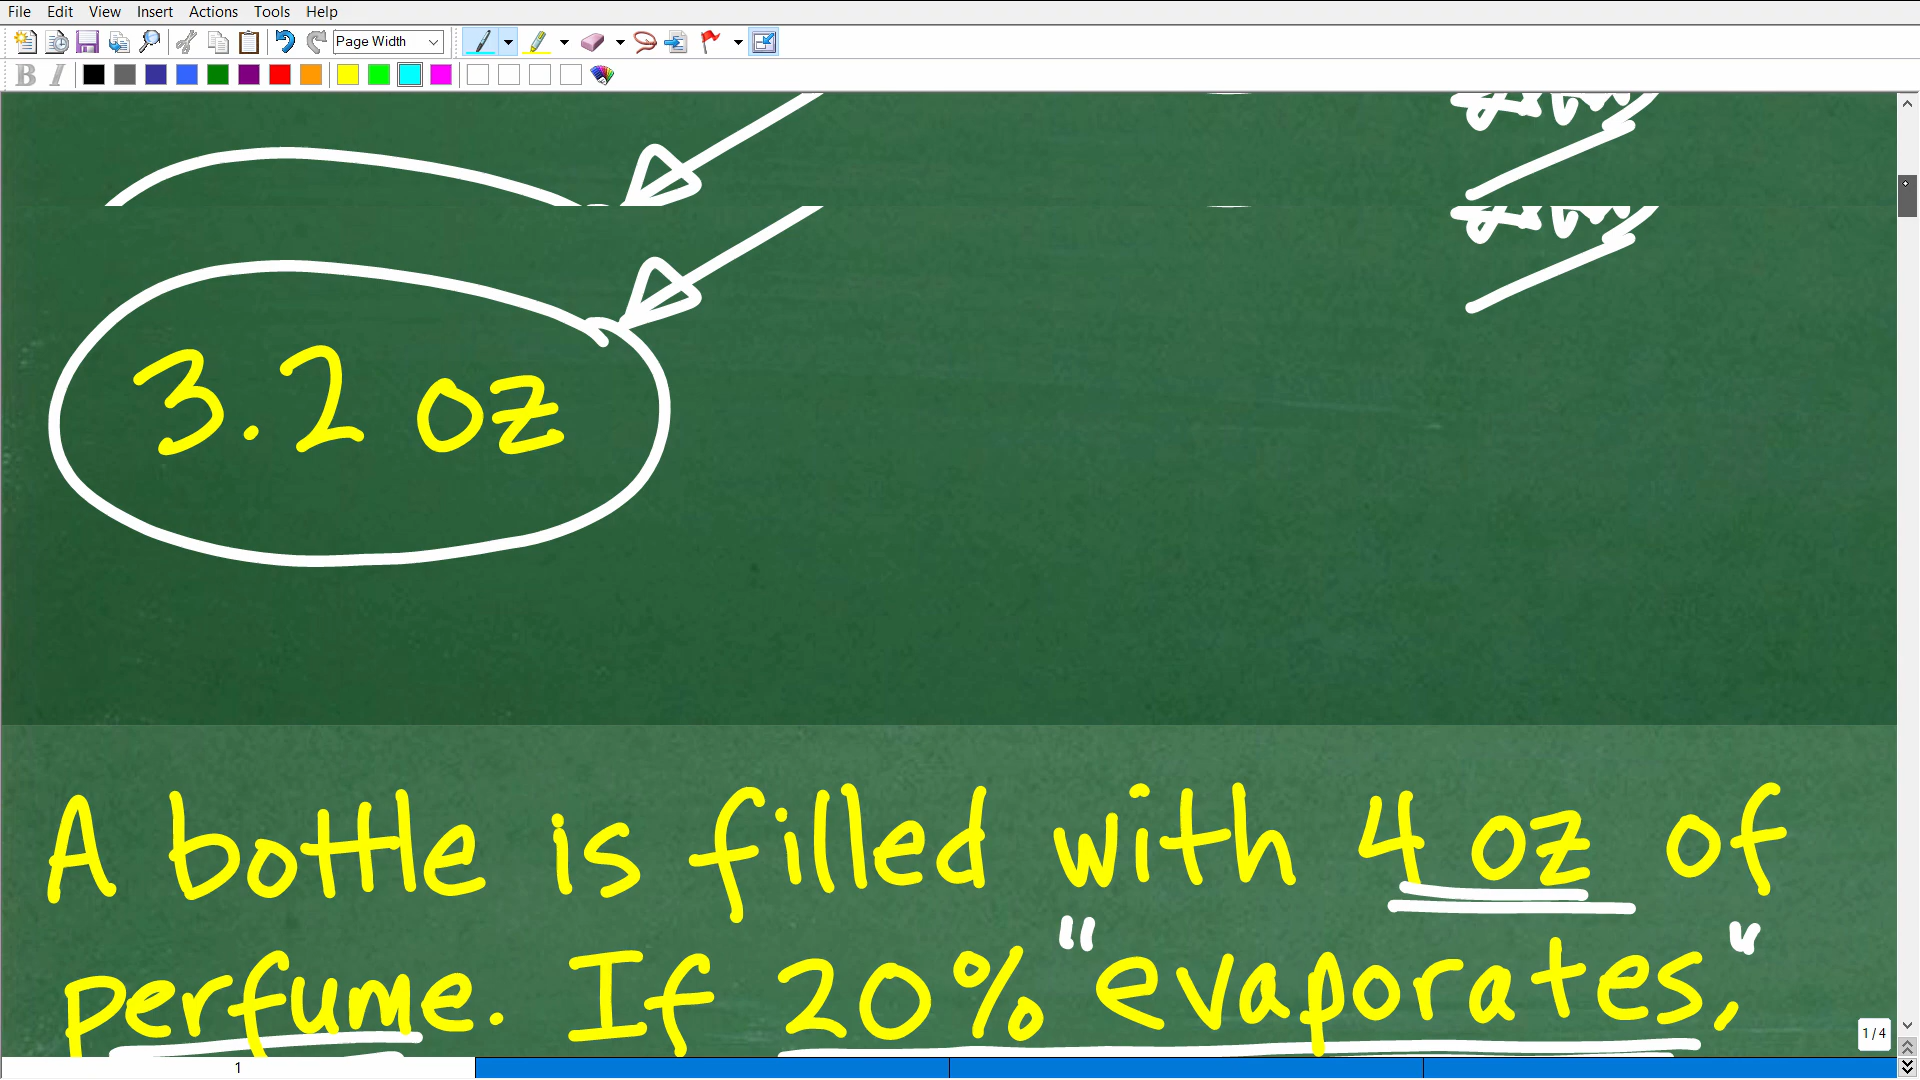 File Edit View Insert Actions Tools Help
Page Width
B I
3.2 oz
A bottle is filled with 4 oz of
perfume. If 20% "evaporates,"
1/4
1